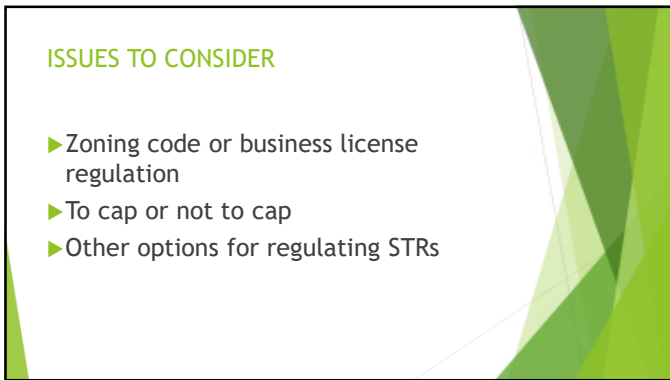 ISSUES TO CONSIDER
Zoning code or business license
regulation
To cap or not to cap
Other options for regulating STRs